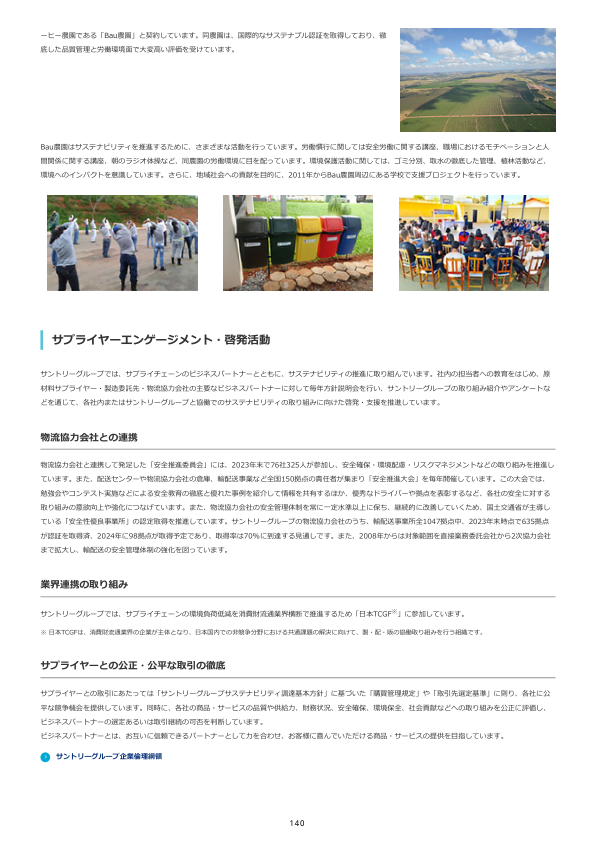 ーヒー農園である「Bau農園」と契約しています。同農園は、国際的なサステナブル認証を取得しており、徹
底した品質管理と労働環境面で大変高い評価を受けています。
Bau農園はサステナビリティを推進するために、さまざまな活動を行っています。労働慣行に関しては安全労働に関する講座、職場におけるモチベーションと人
間関係に関する講座、朝のラジオ体操など、同農園の労働環境に目を配っています。環境保護活動に関しては、ゴミ分別、取水の徹底した管理、植林活動など、
環境へのインパクトを意識しています。さらに、地域社会への貢献を目的に、2011年からBau農園周辺にある学校で支援プロジェクトを行っています。
サプライヤーエンゲージメント・啓発活動
サントリーグループでは、サプライチェーンのビジネスパートナーとともに、サステナビリティの推進に取り組んでいます。社内の担当者への教育をはじめ、原
材料サプライヤー・製造委託先・物流協力会社の主要なビジネスパートナーに対して毎年方針説明会を行い、サントリーグループの取り組み紹介やアンケートな
どを通じて、各社内またはサントリーグループと協働でのサステナビリティの取り組みに向けた啓発・支援を推進しています。
物流協力会社との連携
物流協力会社と連携して発足した「安全推進委員会」には、2023年末で76社325人が参加し、安全確保・環境配慮・リスクマネジメントなどの取り組みを推進し
ています。また、配送センターや物流協力会社の倉庫、輸配送事業など全国150拠点の責任者が集まり「安全推進大会」を毎年開催しています。この大会では、
勉強会やコンテスト実施などによる安全教育の徹底と優れた事例を紹介して情報を共有するほか、優秀なドライバーや拠点を表彰するなど、各社の安全に対する
取り組みの意欲向上や強化につなげています。また、物流協力会社の安全管理体制を常に一定水準以上に保ち、継続的に改善していくため、国土交通省が主導し
ている「安全性優良事業所」の認定取得を推進しています。サントリーグループの物流協力会社のうち、輸配送事業所全1047拠点中、2023年末時点で635拠点
が認証を取得済、2024年に98拠点が取得予定であり、取得率は70%に到達する見通しです。また、2008年からは対象範囲を直接業務委託会社から2次協力会社
まで拡大し、輸配送の安全管理体制の強化を図っています。
業界連携の取り組み
サントリーグループでは、サプライチェーンの環境負荷低減を消費財流通業界横断で推進するため「日本TCGF※」に参加しています。
※ 日本TCGFは、消費財流通業界の企業が主体となり、日本国内での非競争分野における共通課題の解決に向けて、製・配・販の協働取り組みを行う組織です。
サプライヤーとの公正・公平な取引の徹底
サプライヤーとの取引にあたっては「サントリーグループサステナビリティ調達基本方針」に基づいた「購買管理規定」や「取引先選定基準」に則り、各社に公
平な競争機会を提供しています。同時に、各社の商品・サービスの品質や供給力、財務状況、安全確保、環境保全、社会貢献などへの取り組みを公正に評価し、
ビジネスパートナーの選定あるいは取引継続の可否を判断しています。
ビジネスパートナーとは、お互いに信頼できるパートナーとして力を合わせ、お客様に喜んでいただける商品・サービスの提供を目指しています。
サントリーグループ企業倫理綱領
140